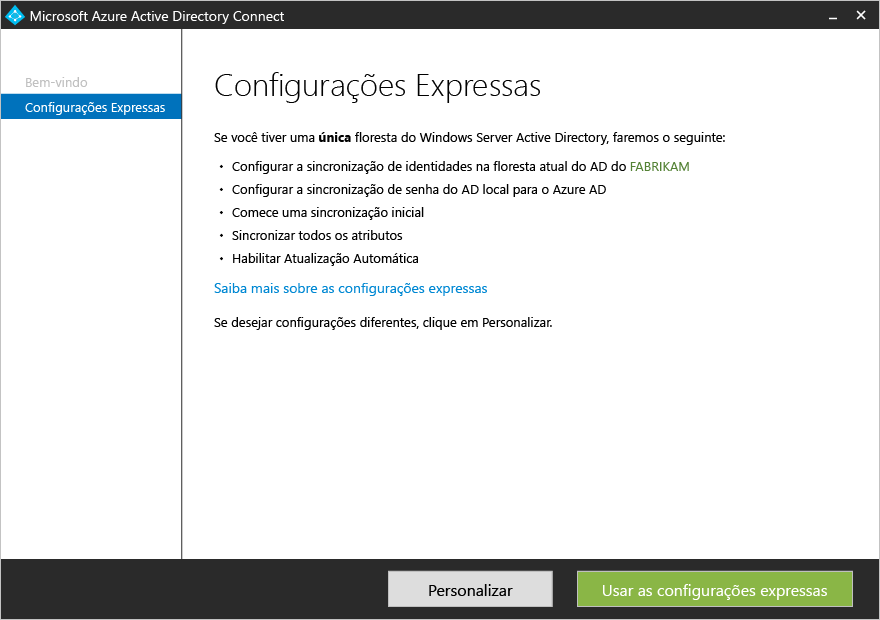 Microsoft Azure Active Directory Connect
Bem-vindo
Configurações Expressas
Configurações Expressas
Se você tiver uma única floresta do Windows Server Active Directory, faremos o seguinte:
• Configurar a sincronização de identidades na floresta atual do AD do FABRIKAM
• Configurar a sincronização de senha do AD local para o Azure AD
• Comece uma sincronização inicial
• Sincronizar todos os atributos
• Habilitar Atualização Automática
Saiba mais sobre as configurações expressas
Se desejar configurações diferentes, clique em Personalizar.
Personalizar
Usar as configurações expressas